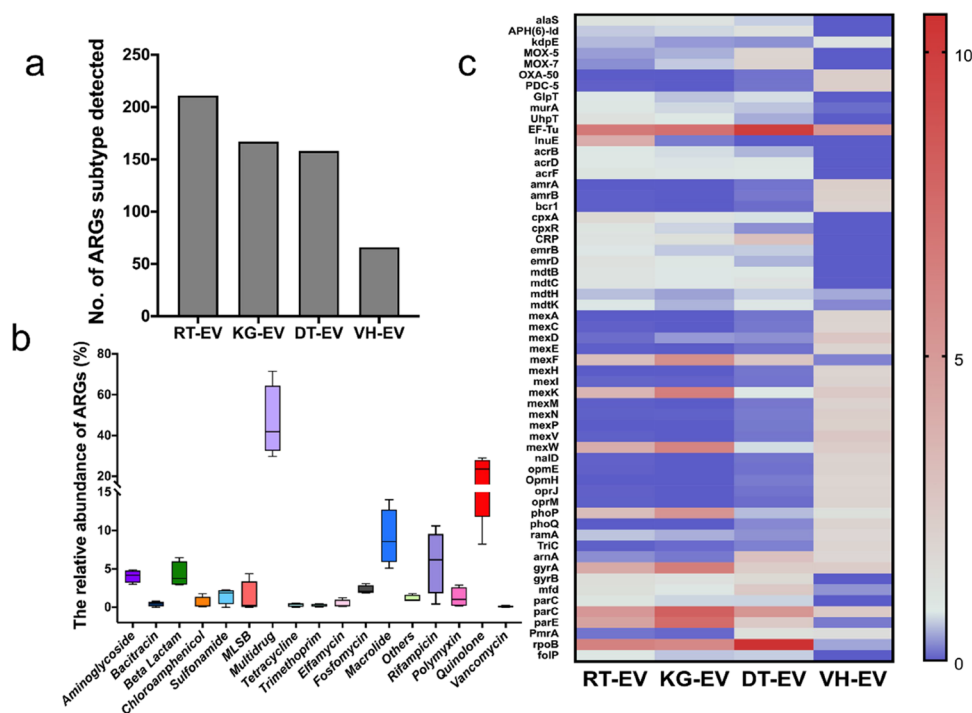 a
No. of ARGs subtype detected
250
200
150
100
50
0
RT-EV KG-EV DT-EV VH-EV
b
The relative abundance of ARGs (%)
80
60
40
20
15
10
5
0
Aminoglycoside
Bacitracin
Beta Lactam
Chloroamphenicol
Sulfonamide
MLSB
Multidrug
Tetracycline
Trimethoprim
Elfamycin
Fosfomycin
Macrolide
Others
Rifampicin
Polymyxin
Quinolone
Vancomycin
c
alaS
APH(6)-Id
kdpE
MOX-5
MOX-7
OXA-50
PDC-5
GlpT
murA
UhpT
EF-Tu
lnuE
acrB
acrD
acrF
amrA
amrB
bcr1
cpxA
cpxR
CRP
emrB
emrD
mdtB
mdtC
mdtH
mdtK
mexA
mexC
mexD
mexE
mexF
mexH
mexI
mexK
mexM
mexN
mexP
mexV
mexW
nalD
opmE
OpmH
oprJ
oprM
phoP
phoQ
ramA
TriC
arnA
gyrA
gyrB
mfd
parC
parC
parE
PmrA
rpoB
folP
RT-EV KG-EV DT-EV VH-EV
10
5
0